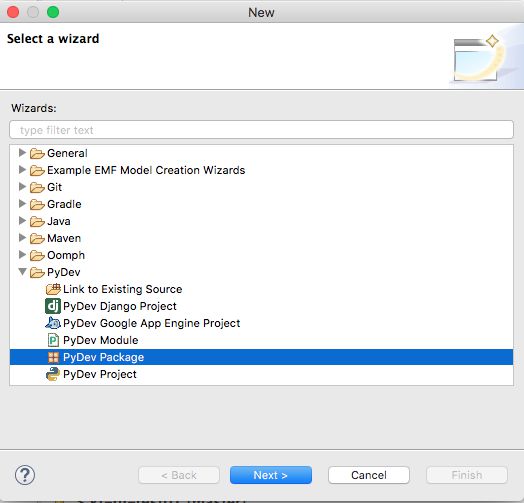 New
Select a wizard
Wizards:
type filter text
General
Example EMF Model Creation Wizards
Git
Gradle
Java
Maven
Oomph
PyDev
Link to Existing Source
dj PyDev Django Project
PyDev Google App Engine Project
P PyDev Module
PyDev Package
PyDev Project
? < Back Next > Cancel Finish